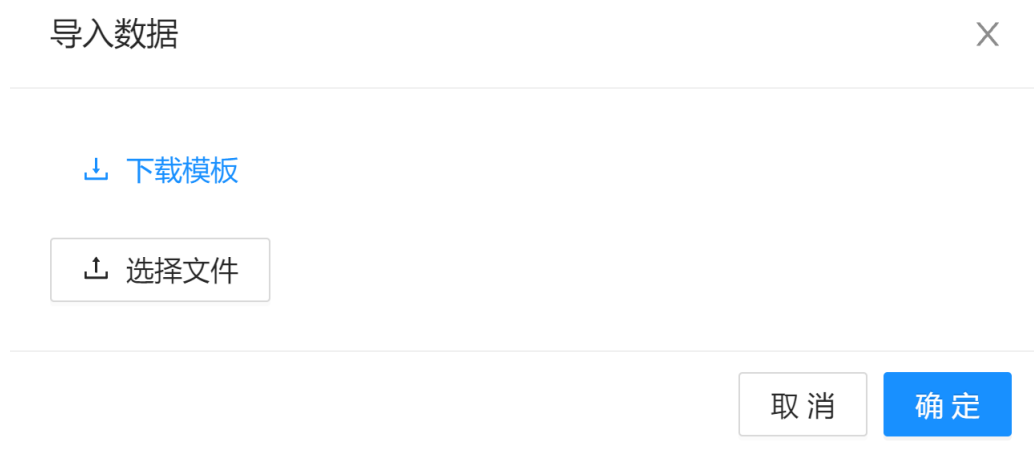 导入数据
下载模板
选择文件
取 消
确 定